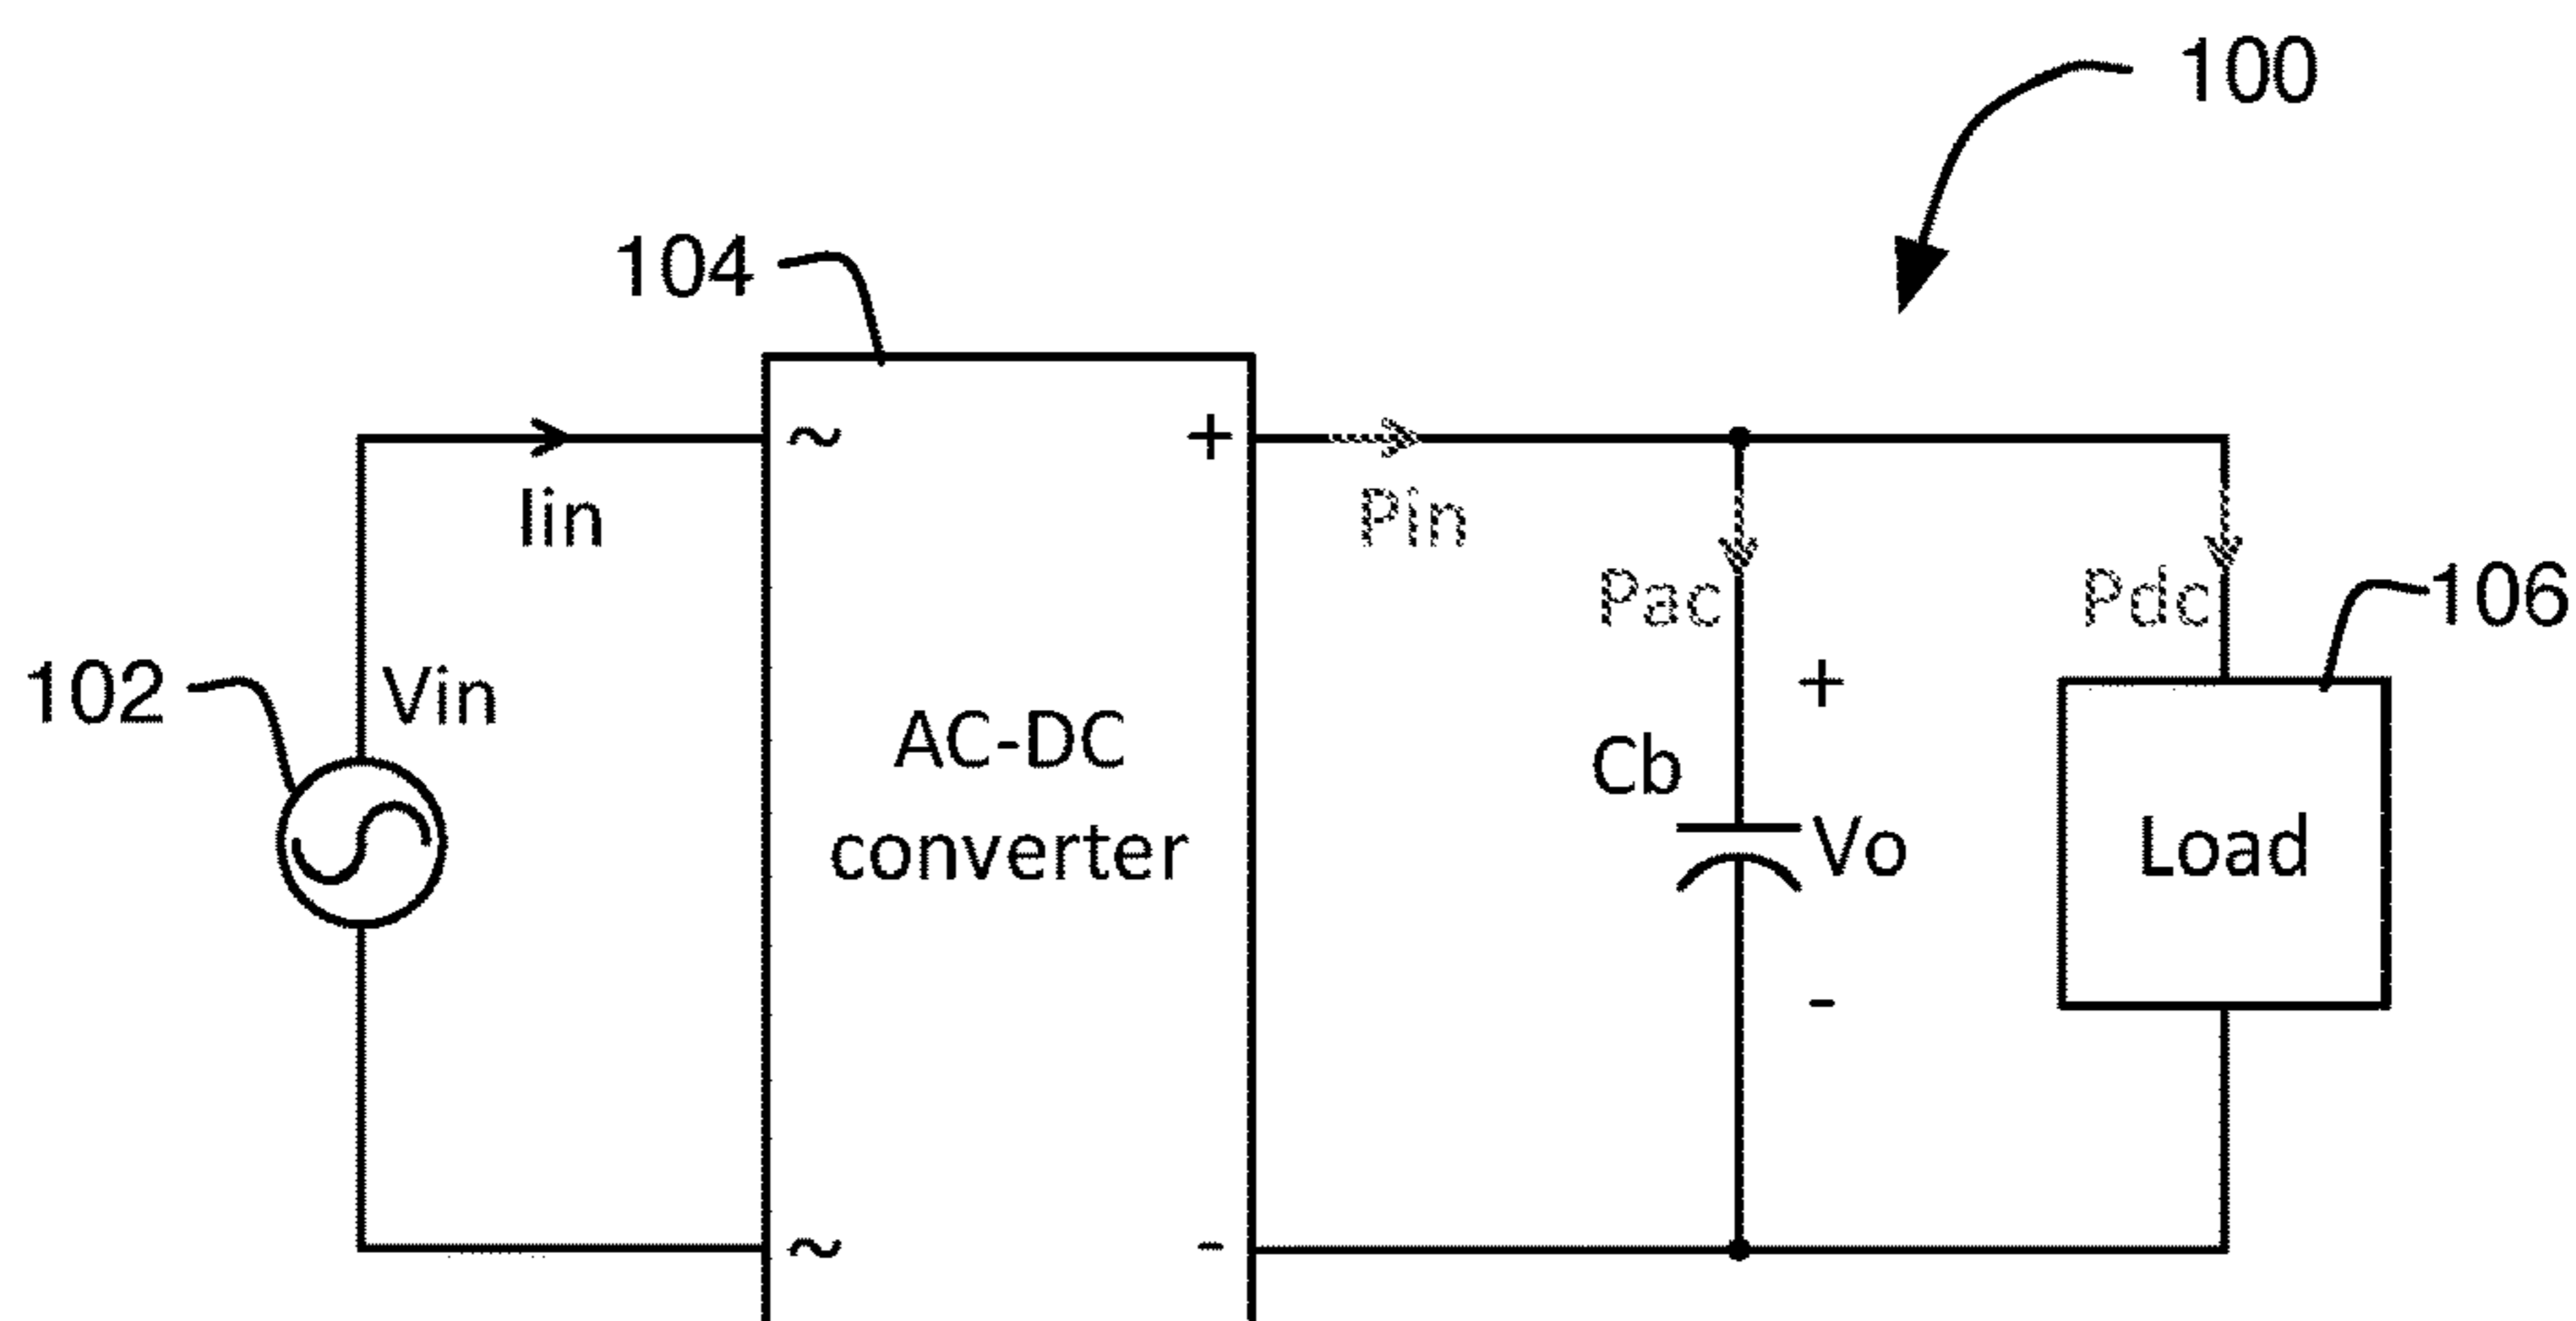 100
104
~
+
Iin
Pin
Pac
Pdc
106
102
Vin
+
AC-DC
converter
Cb
Vo
Load
-
~
-